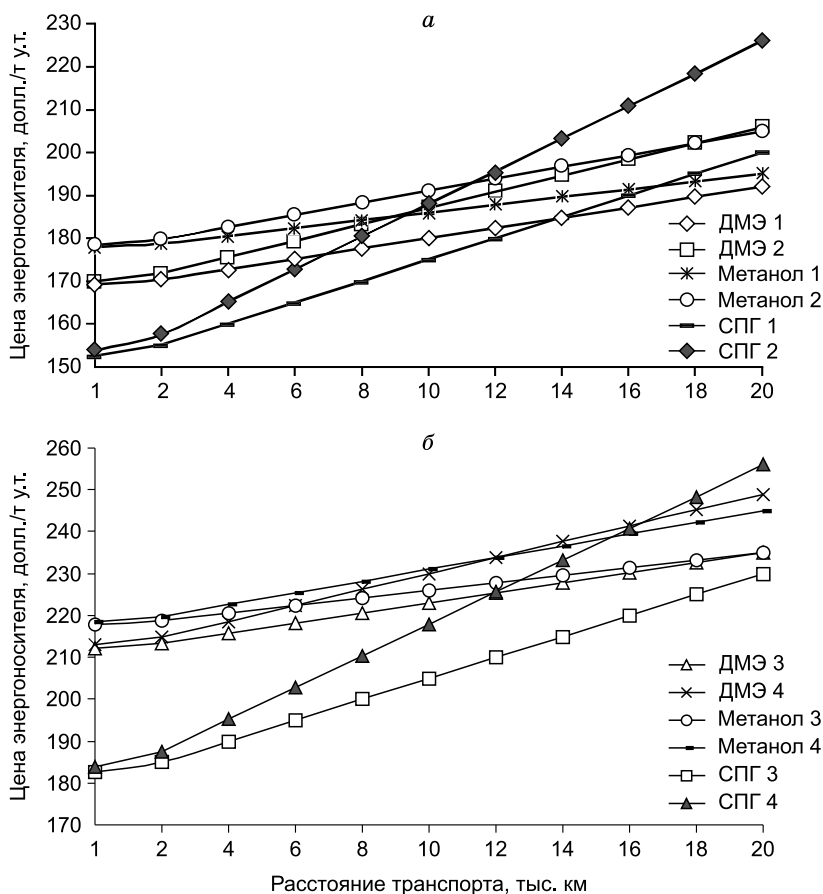 а
Цена энергоносителя, долл./т у.т.
230
220
210
200
190
180
170
160
150
1 2 4 6 8 10 12 14 16 18 20
ДМЭ 1
ДМЭ 2
Метанол 1
Метанол 2
СПГ 1
СПГ 2
б
Цена энергоносителя, долл./т у.т.
260
250
240
230
220
210
200
190
180
170
1 2 4 6 8 10 12 14 16 18 20
ДМЭ 3
ДМЭ 4
Метанол 3
Метанол 4
СПГ 3
СПГ 4
Расстояние транспорта, тыс. км